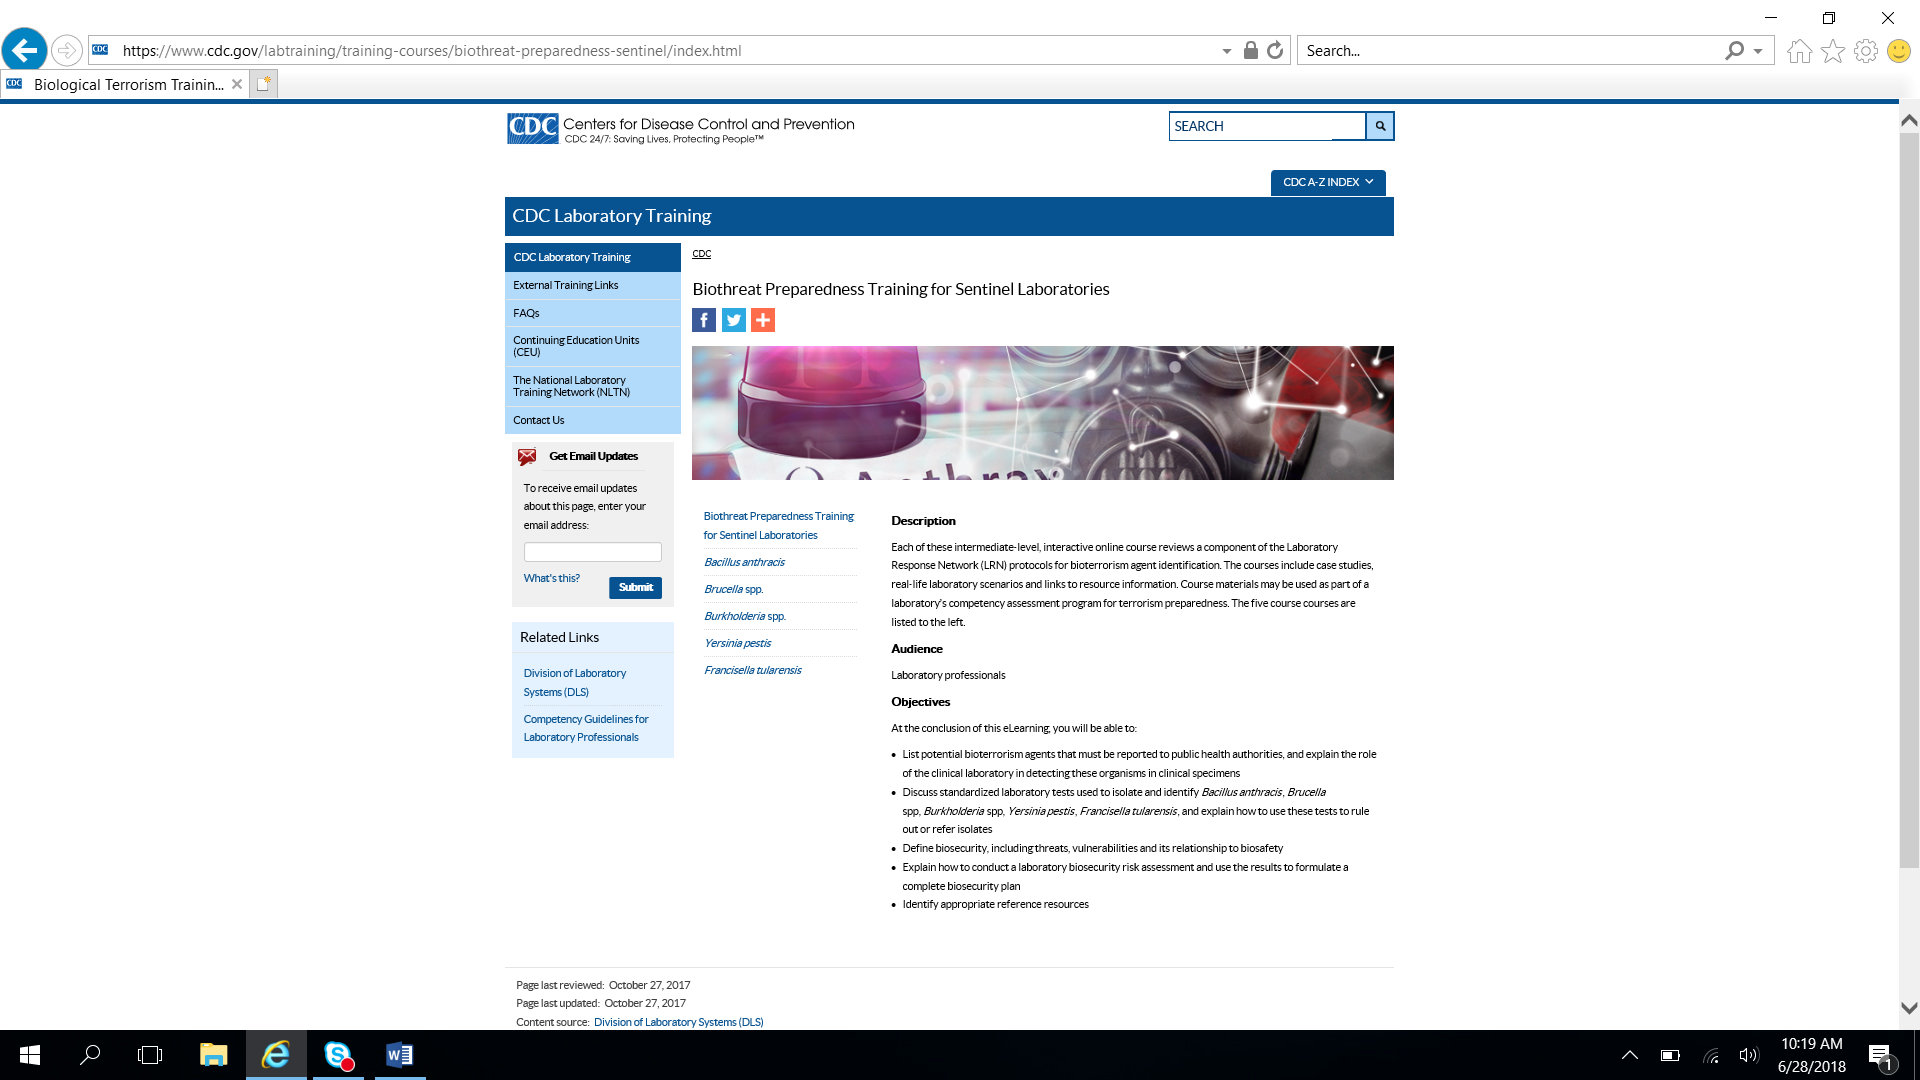 https://www.cdc.gov/labtraining/training-courses/biothreat-preparedness-sentinel/index.html
Search...
Biological Terrorism Trainin...
CDC Centers for Disease Control and Prevention
CDC 24/7: Saving Lives, Protecting People™
SEARCH
CDC A-Z INDEX
CDC Laboratory Training
CDC Laboratory Training
External Training Links
FAQs
Continuing Education Units
(CEU)
The National Laboratory
Training Network (NLTN)
Contact Us
Get Email Updates
To receive email updates
about this page, enter your
email address:
What's this?
Submit
Related Links
Division of Laboratory
Systems (DLS)
Competency Guidelines for
Laboratory Professionals
CDC
Biothreat Preparedness Training for Sentinel Laboratories
Anthrax
Biothreat Preparedness Training
for Sentinel Laboratories
Bacillus anthracis
Brucella spp.
Burkholderia spp.
Yersinia pestis
Francisella tularensis
Description
Each of these intermediate-level, interactive online course reviews a component of the Laboratory
Response Network (LRN) protocols for bioterrorism agent identification. The courses include case studies,
real-life laboratory scenarios and links to resource information. Course materials may be used as part of a
laboratory's competency assessment program for terrorism preparedness. The five course courses are
listed to the left.
Audience
Laboratory professionals
Objectives
At the conclusion of this eLearning, you will be able to:
• List potential bioterrorism agents that must be reported to public health authorities, and explain the role
of the clinical laboratory in detecting these organisms in clinical specimens
• Discuss standardized laboratory tests used to isolate and identify Bacillus anthracis, Brucella
spp, Burkholderia spp, Yersinia pestis, Francisella tularensis, and explain how to use these tests to rule
out or refer isolates
• Define biosecurity, including threats, vulnerabilities and its relationship to biosafety
• Explain how to conduct a laboratory biosecurity risk assessment and use the results to formulate a
complete biosecurity plan
• Identify appropriate reference resources
Page last reviewed: October 27, 2017
Page last updated: October 27, 2017
Content source: Division of Laboratory Systems (DLS)
10:19 AM
6/28/2018
1